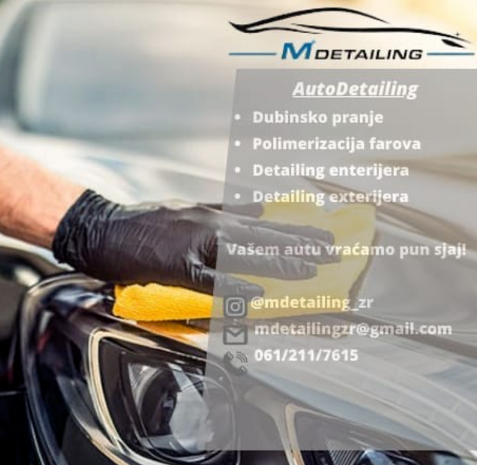 M DETAILING
AutoDetailing
• Dubinsko pranje
• Polimerizacija farova
• Detailing enterijera
• Detailing exterijera
Vašem autu vraćamo pun sjaj!
@mdetailing_zr
mdetailingzr@gmail.com
061/211/7615